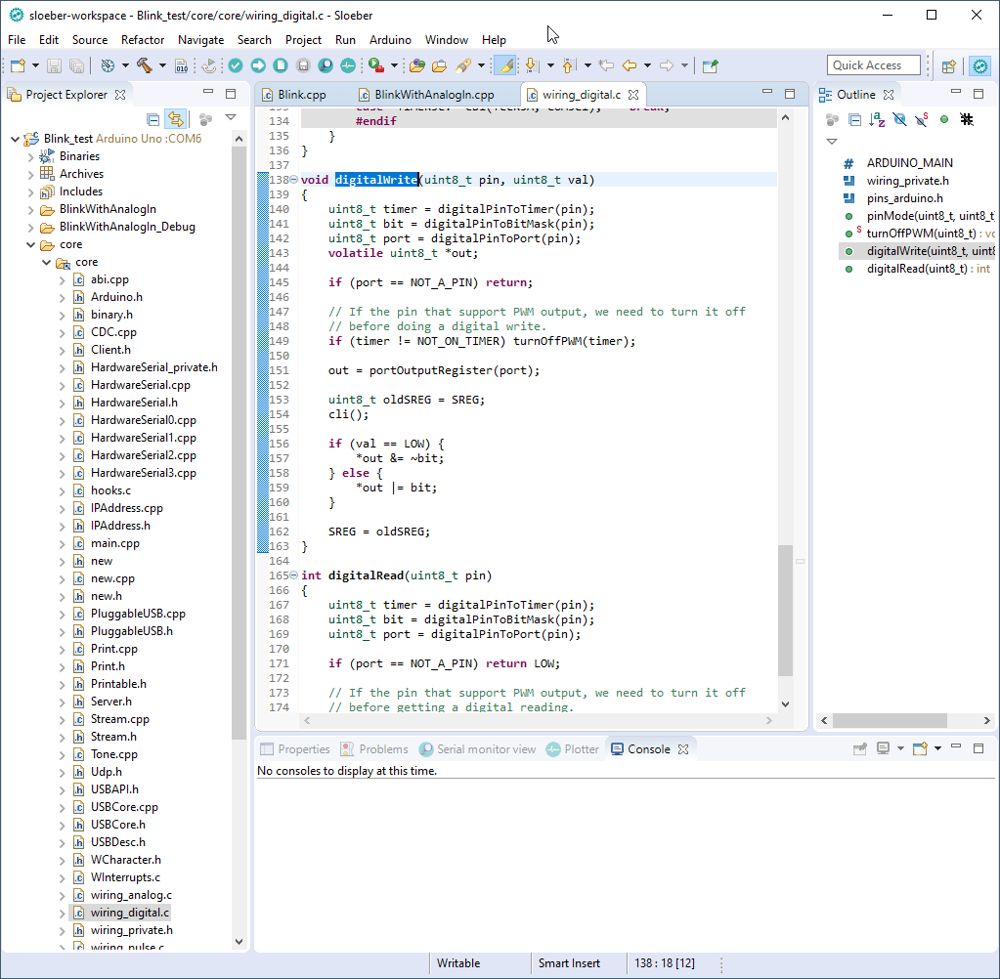 sloeber-workspace - Blink_test/core/core/wiring_digital.c - Sloeber
File Edit Source Refactor Navigate Search Project Run Arduino Window Help
Quick Access
Project Explorer
Blink_test Arduino Uno :COM6
Binaries
Archives
Includes
BlinkWithAnalogIn
BlinkWithAnalogIn_Debug
core
core
abi.cpp
Arduino.h
binary.h
CDC.cpp
Client.h
HardwareSerial_private.h
HardwareSerial.cpp
HardwareSerial.h
HardwareSerial0.cpp
HardwareSerial1.cpp
HardwareSerial2.cpp
HardwareSerial3.cpp
hooks.c
IPAddress.cpp
IPAddress.h
main.cpp
new
new.cpp
new.h
PluggableUSB.cpp
PluggableUSB.h
Print.cpp
Print.h
Printable.h
Server.h
Stream.cpp
Stream.h
Tone.cpp
Udp.h
USBAPI.h
USBCore.cpp
USBCore.h
USBDesc.h
WCharacter.h
WInterrupts.c
wiring_analog.c
wiring_digital.c
wiring_private.h
wiring_pulse.c
Blink.cpp BlinkWithAnalogIn.cpp wiring_digital.c
134 #endif
135 }
136 }
137
138 void digitalWrite(uint8_t pin, uint8_t val)
139 {
140 uint8_t timer = digitalPinToTimer(pin);
141 uint8_t bit = digitalPinToBitMask(pin);
142 uint8_t port = digitalPinToPort(pin);
143 volatile uint8_t *out;
144
145 if (port == NOT_A_PIN) return;
146
147 // If the pin that support PWM output, we need to turn it off
148 // before doing a digital write.
149 if (timer != NOT_ON_TIMER) turnOffPWM(timer);
150
151 out = portOutputRegister(port);
152
153 uint8_t oldSREG = SREG;
154 cli();
155
156 if (val == LOW) {
157 *out &= ~bit;
158 } else {
159 *out |= bit;
160 }
161
162 SREG = oldSREG;
163 }
164
165 int digitalRead(uint8_t pin)
166 {
167 uint8_t timer = digitalPinToTimer(pin);
168 uint8_t bit = digitalPinToBitMask(pin);
169 uint8_t port = digitalPinToPort(pin);
170
171 if (port == NOT_A_PIN) return LOW;
172
173 // If the pin that support PWM output, we need to turn it off
174 // before getting a digital reading.
Outline
ARDUINO_MAIN
wiring_private.h
pins_arduino.h
pinMode(uint8_t, uint8_t
turnOffPWM(uint8_t) : vo
digitalWrite(uint8_t, uint8
digitalRead(uint8_t) : int
Properties Problems Serial monitor view Plotter Console
No consoles to display at this time.
Writable Smart Insert 138 : 18 [12]